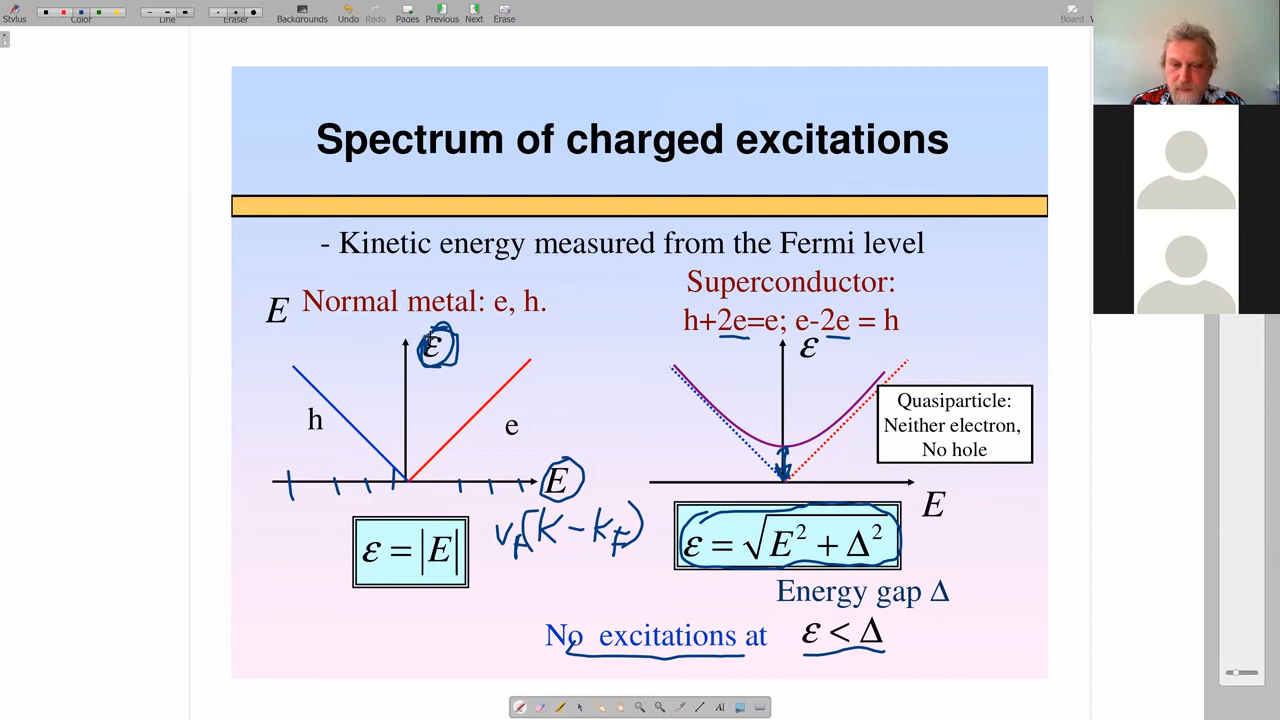 Stylus Color Line Eraser Backgrounds Undo Redo Pages Previous Next Erase Board
Spectrum of charged excitations
- Kinetic energy measured from the Fermi level
E Normal metal: e, h.
Superconductor:
h+2e=e; e-2e = h
ε
ε
h
e
Quasiparticle:
Neither electron,
No hole
E
E
v_F(k - k_F)
ε = |E|
ε = √E² + Δ²
Energy gap Δ
No excitations at ε < Δ
AI